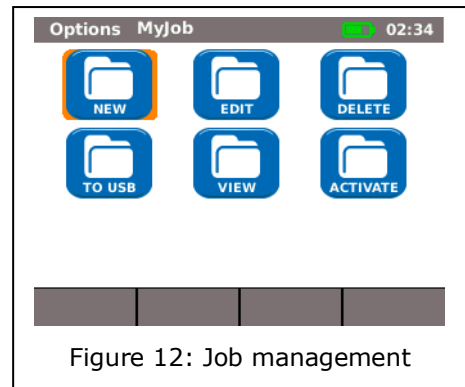 Options MyJob 02:34
NEW EDIT DELETE
TO USB VIEW ACTIVATE
Figure 12: Job management